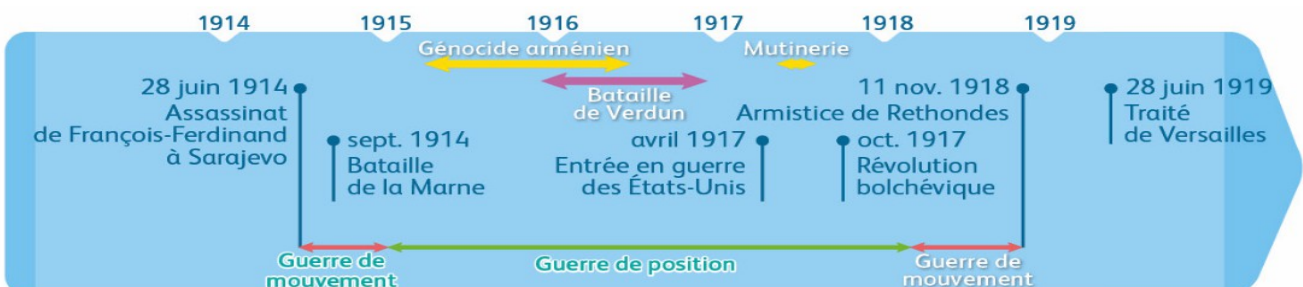 1914 1915 1916 1917 1918 1919
Génocide arménien
Mutinerie
28 juin 1914
Assassinat
de François-Ferdinand
à Sarajevo
sept. 1914
Bataille
de la Marne
Bataille
de Verdun
avril 1917
Entrée en guerre
des États-Unis
11 nov. 1918
Armistice de Rethondes
oct. 1917
Révolution
bolchévique
28 juin 1919
Traité
de Versailles
Guerre de
mouvement
Guerre de position
Guerre de
mouvement